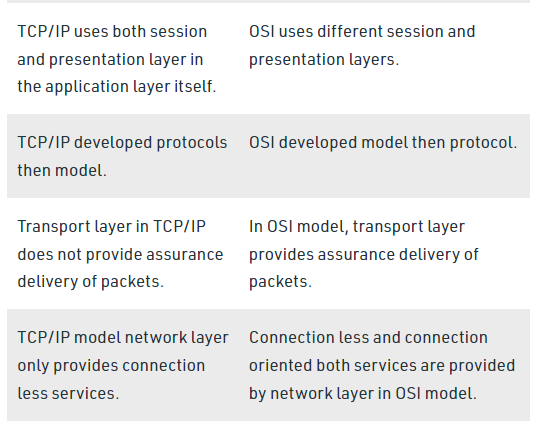 TCP/IP uses both session
and presentation layer in
the application layer itself.
OSI uses different session and
presentation layers.
TCP/IP developed protocols
then model.
OSI developed model then protocol.
Transport layer in TCP/IP
does not provide assurance
delivery of packets.
In OSI model, transport layer
provides assurance delivery of
packets.
TCP/IP model network layer
only provides connection
less services.
Connection less and connection
oriented both services are provided
by network layer in OSI model.